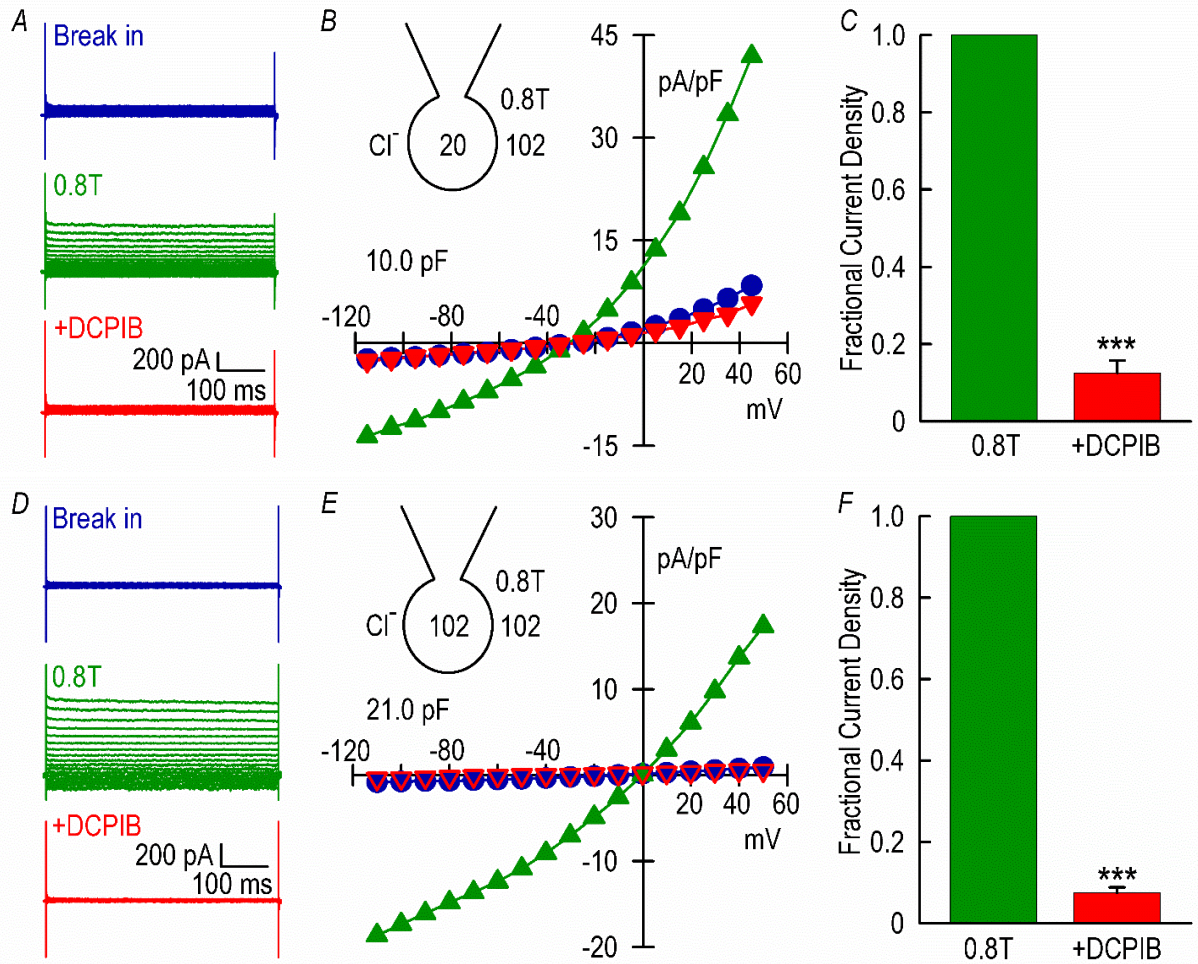 A
Break in
0.8T
+DCPIB
200 pA
100 ms
B
0.8T
Cl⁻ 20 102
10.0 pF
pA/pF
45
30
15
-15
-120 -80 -40 20 40 60
mV
C
Fractional Current Density
1.0
0.8
0.6
0.4
0.2
0
***
0.8T +DCPIB
D
Break in
0.8T
+DCPIB
200 pA
100 ms
E
0.8T
Cl⁻ 102 102
21.0 pF
pA/pF
30
20
10
-10
-20
-120 -80 -40 20 40 60
mV
F
Fractional Current Density
1.0
0.8
0.6
0.4
0.2
0
***
0.8T +DCPIB